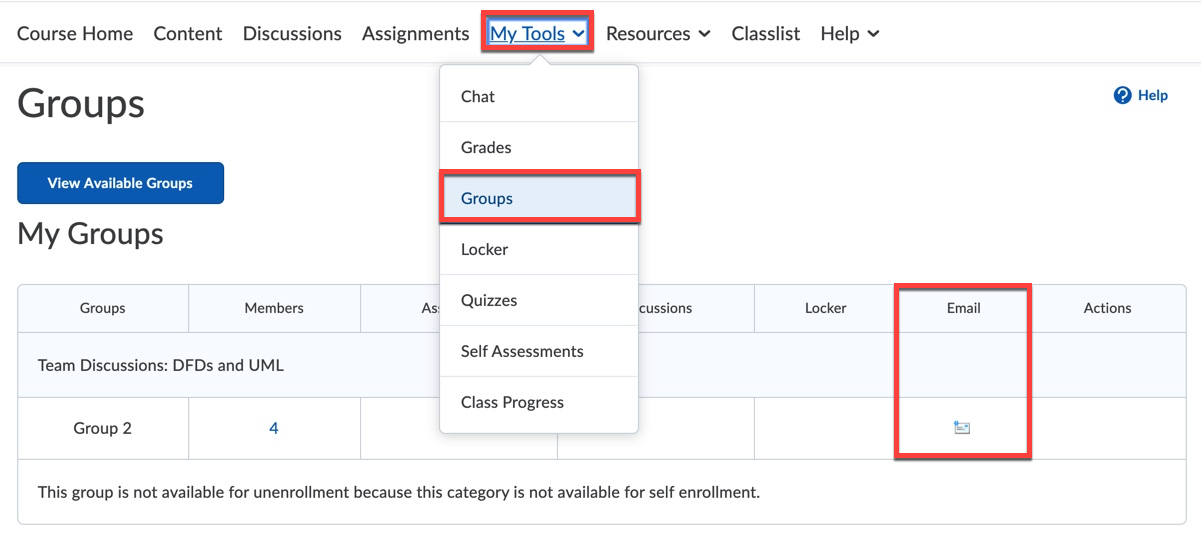 Course Home Content Discussions Assignments My Tools Resources Classlist Help
Groups
Help
Chat
Grades
Groups
Locker
Quizzes
Self Assessments
Class Progress
View Available Groups
My Groups
Groups Members Ass cussions Locker Email Actions
Team Discussions: DFDs and UML
Group 2 4
This group is not available for unenrollment because this category is not available for self enrollment.